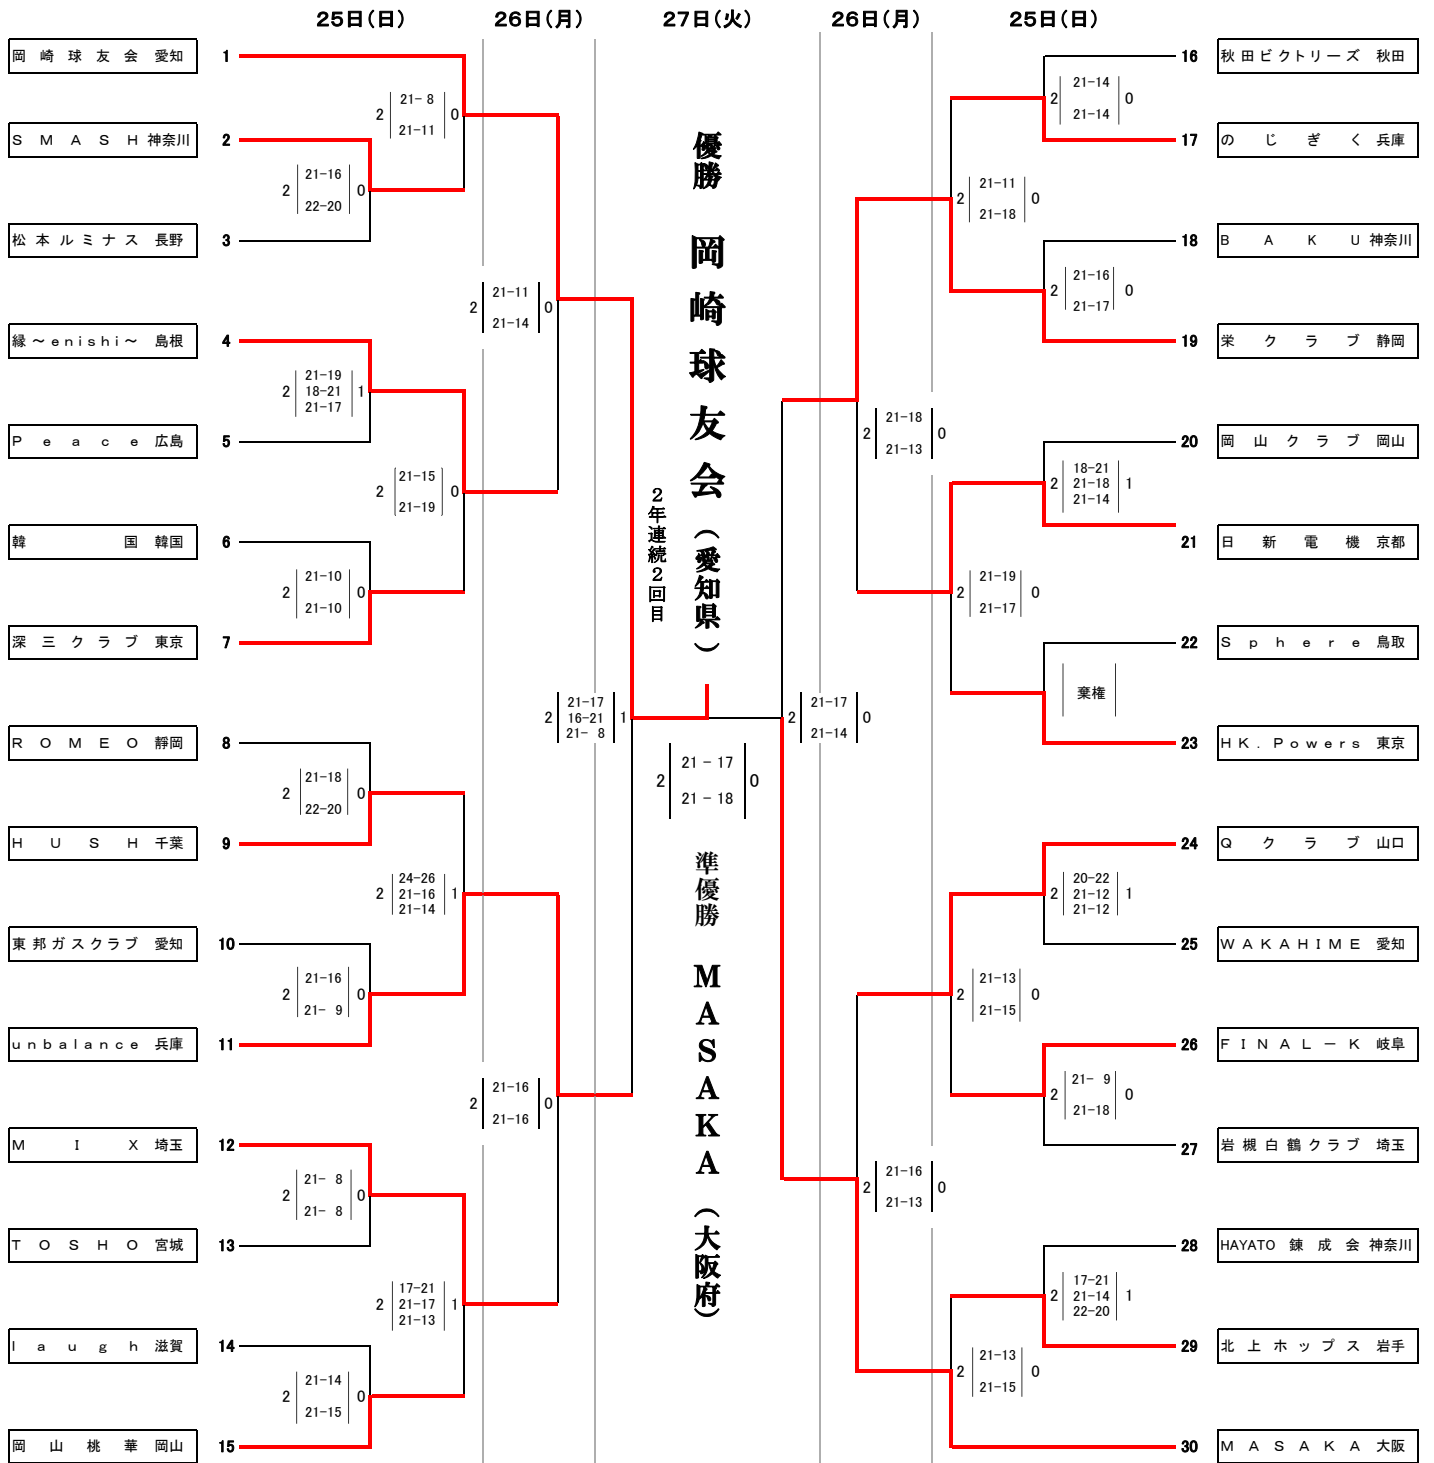 25日(日)
26日(月)
27日(火)
26日(月)
25日(日)
岡崎球友会 愛知 1
21- 8
2 0
21-11
SMASH 神奈川 2
21-16
2 0
22-20
松本ルミナス 長野 3
21-11
2 0
21-14
縁～enishi～ 島根 4
21-19
2 18-21 1
21-17
Peace 広島 5
21-15
2 0
21-19
韓国 韓国 6
21-10
2 0
21-10
深三クラブ 東京 7
21-17
2 16-21 1
21- 8
ROMEO 靜岡 8
21-18
2 0
22-20
HUSH 千葉 9
24-26
2 21-16 1
21-14
東邦ガスクラブ 愛知 10
21-16
2 0
21- 9
unbalance 兵庫 11
21-16
2 0
21-16
MIX 埼玉 12
21- 8
2 0
21- 8
TOSHO 宮城 13
17-21
2 21-17 1
21-13
laugh 滋賀 14
21-14
2 0
21-15
岡山桃華 岡山 15
優勝 岡崎球友会(愛知県)
2年連続2回目
21 - 17
2 0
21 - 18
準優勝 MASAKA(大阪府)
16 秋田ビクトリーズ 秋田
21-14
2 0
21-14
17 のじぎく 兵庫
21-11
2 0
21-18
18 BAKU 神奈川
21-16
2 0
21-17
19 栄クラブ 静岡
21-18
2 0
21-13
20 岡山クラブ 岡山
18-21
2 21-18 1
21-14
21 日新電機 京都
21-19
2 0
21-17
22 Sphere 鳥取
棄権
23 HK.Powers 東京
21-17
2 0
21-14
24 Qクラブ 山口
20-22
2 21-12 1
21-12
25 WAKAHIME 愛知
21-13
2 0
21-15
26 FINAL－K 岐阜
21- 9
2 0
21-18
27 岩槻白鶴クラブ 埼玉
21-16
2 0
21-13
28 HAYATO 錬成会 神奈川
17-21
2 21-14 1
22-20
29 北上ホップス 岩手
21-13
2 0
21-15
30 MASAKA 大阪